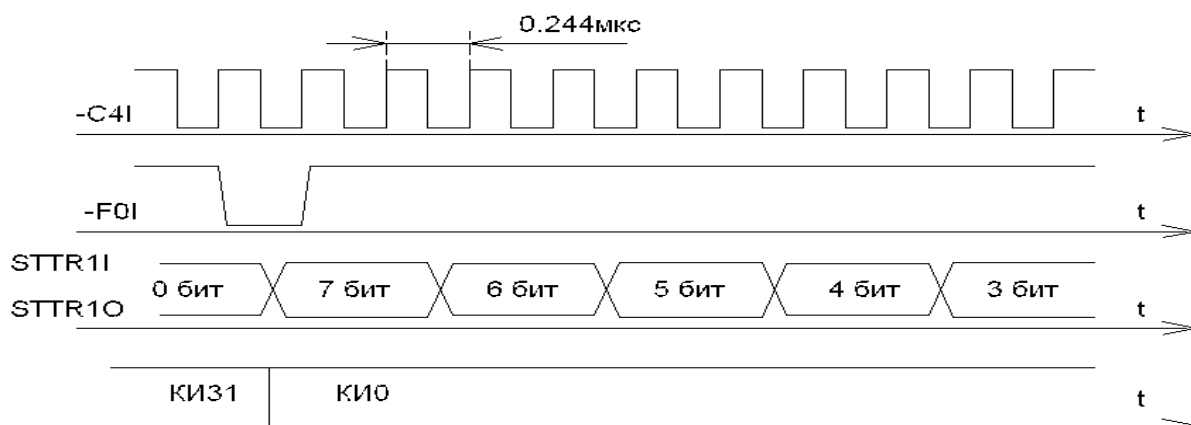 0.244мкс
-C4I
t
-F0I
t
STTR1I
0 бит 7 бит 6 бит 5 бит 4 бит 3 бит
STTR1O
t
КИ31 КИ0
t